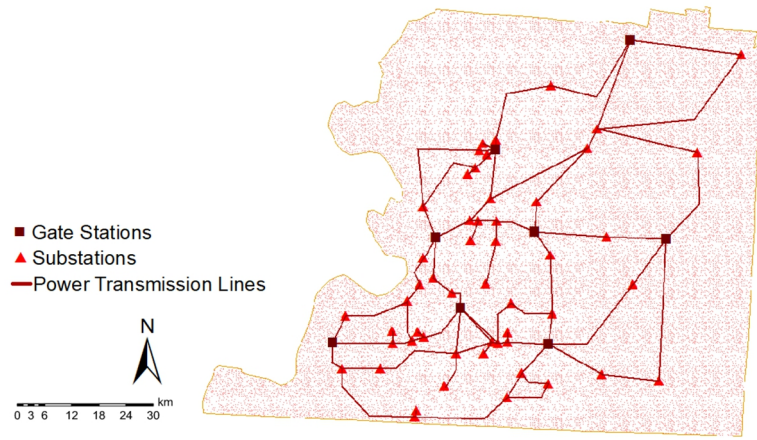 Gate Stations
Substations
Power Transmission Lines
N
km
0 3 6 12 18 24 30